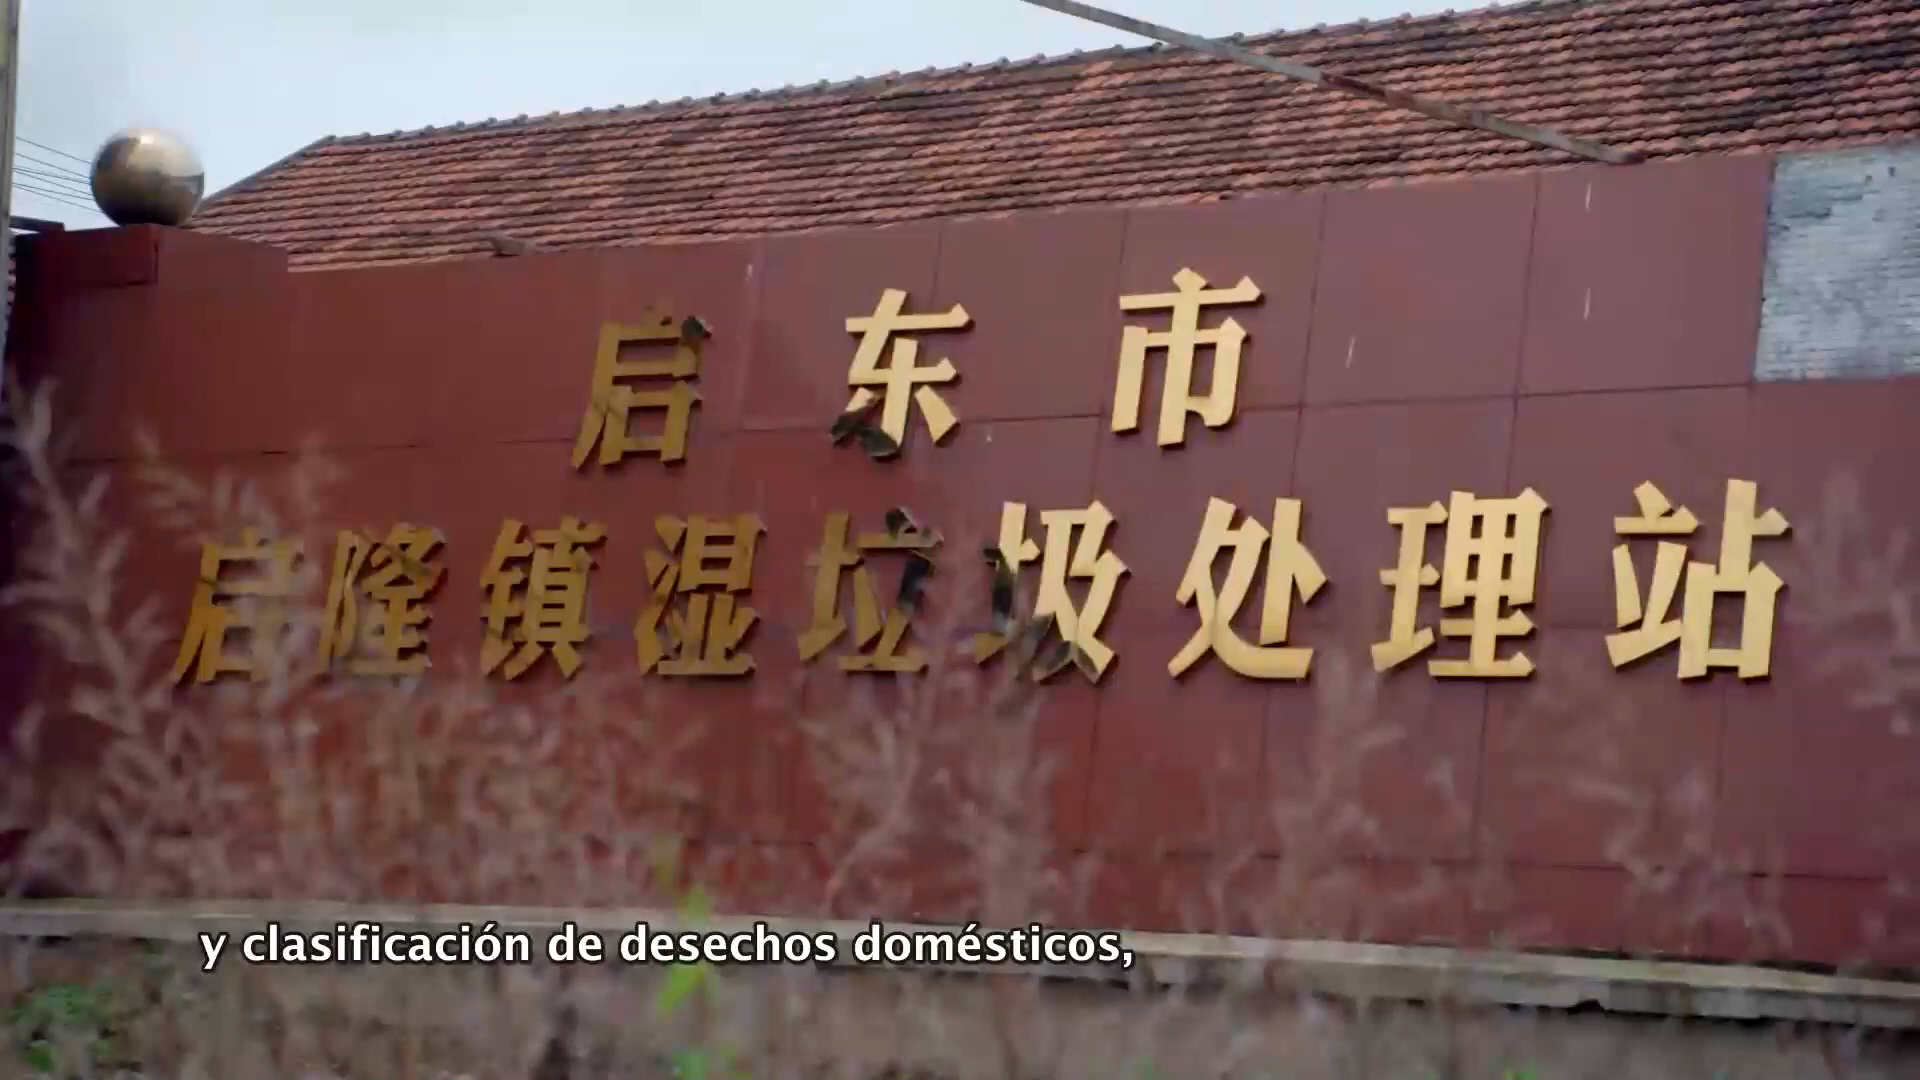 启东市
启隆镇湿垃圾处理站
y clasificación de desechos domésticos,